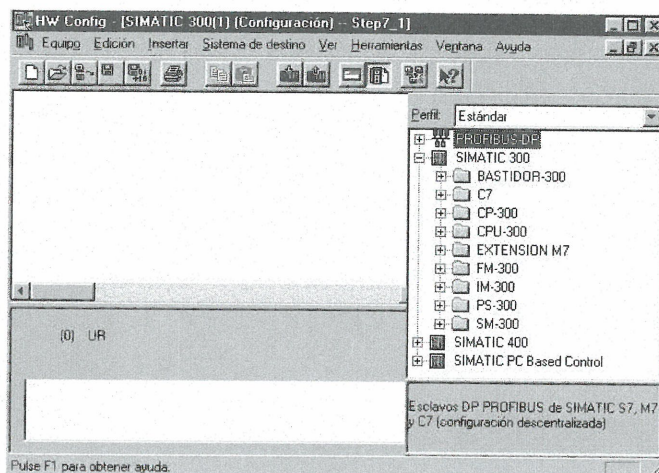 HW Config - [SIMATIC 300(1) (Configuración) -- Step7_1]
Equipo Edición Insertar Sistema de destino Ver Herramientas Ventana Ayuda
Perfil: Estándar
PROFIBUS-DP
SIMATIC 300
BASTIDOR-300
C7
CP-300
CPU-300
EXTENSION M7
FM-300
IM-300
PS-300
SM-300
SIMATIC 400
SIMATIC PC Based Control
(0) UR
Esclavos DP PROFIBUS de SIMATIC S7, M7
y C7 (configuración descentralizada)
Pulse F1 para obtener ayuda.